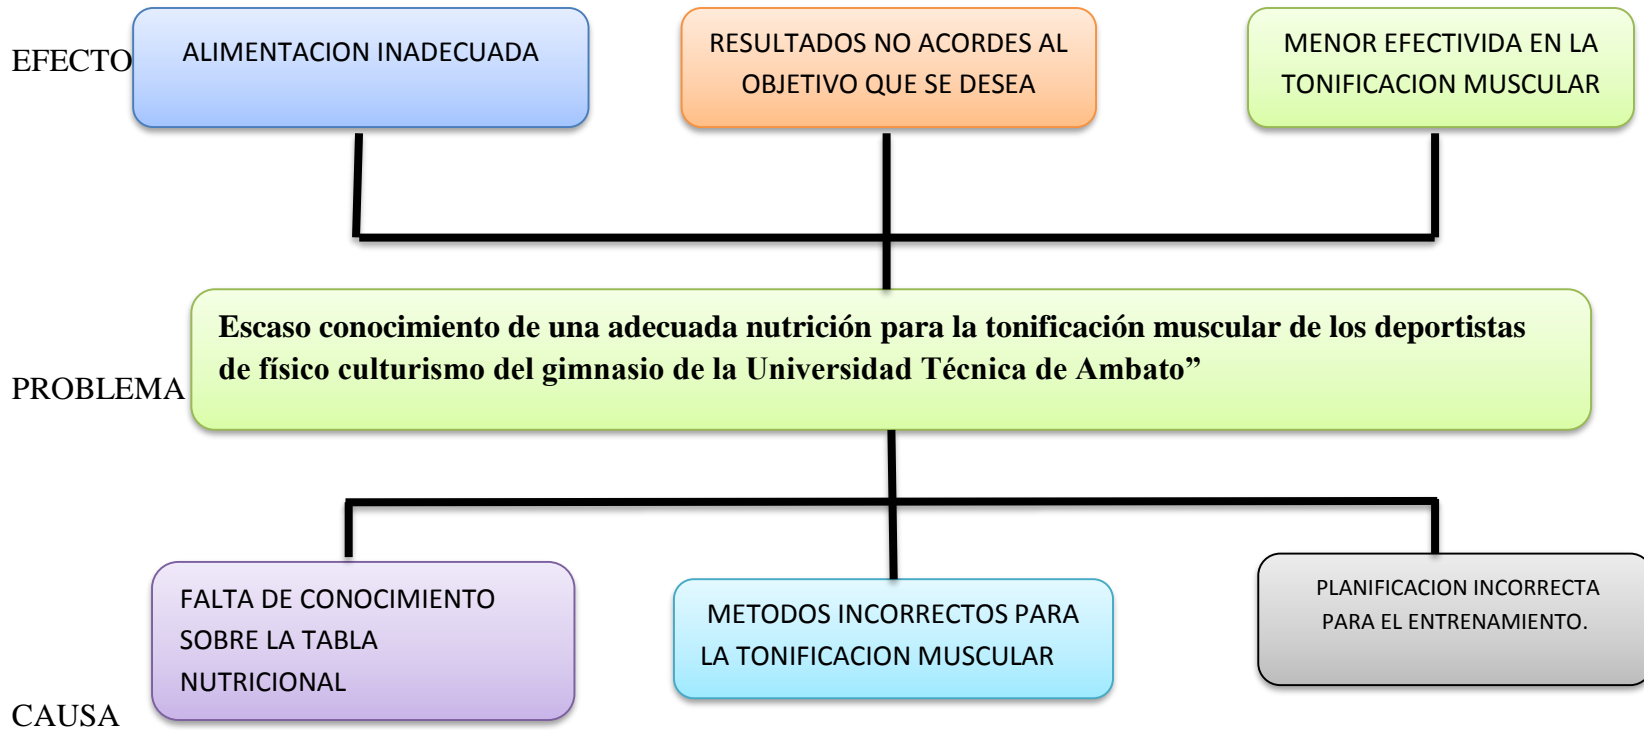 EFECTO
ALIMENTACION INADECUADA
RESULTADOS NO ACORDES AL
OBJETIVO QUE SE DESEA
MENOR EFECTIVIDA EN LA
TONIFICACION MUSCULAR
PROBLEMA
Escaso conocimiento de una adecuada nutrición para la tonificación muscular de los deportistas
de físico culturismo del gimnasio de la Universidad Técnica de Ambato”
CAUSA
FALTA DE CONOCIMIENTO
SOBRE LA TABLA
NUTRICIONAL
METODOS INCORRECTOS PARA
LA TONIFICACION MUSCULAR
PLANIFICACION INCORRECTA
PARA EL ENTRENAMIENTO.